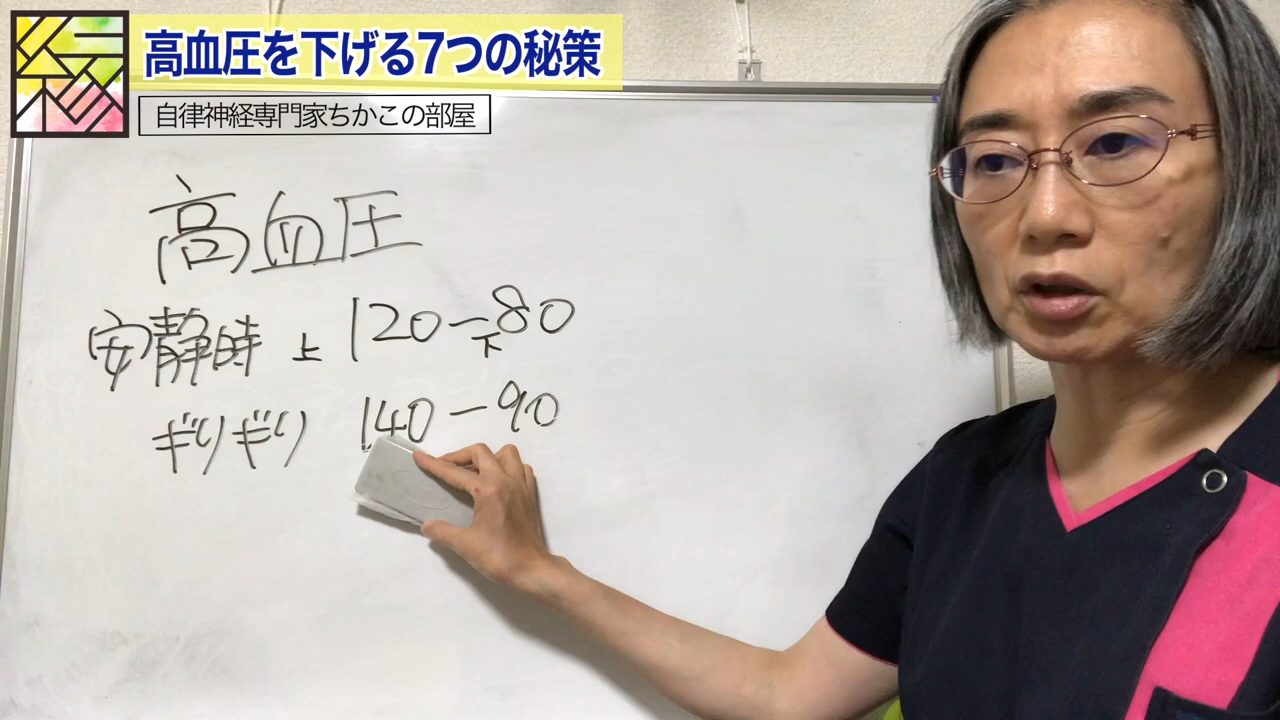 高血圧を下げる7つの秘策
自律神経専門家ちかこの部屋
高血圧
安静時 上 120-80
下
ギリギリ 140-90